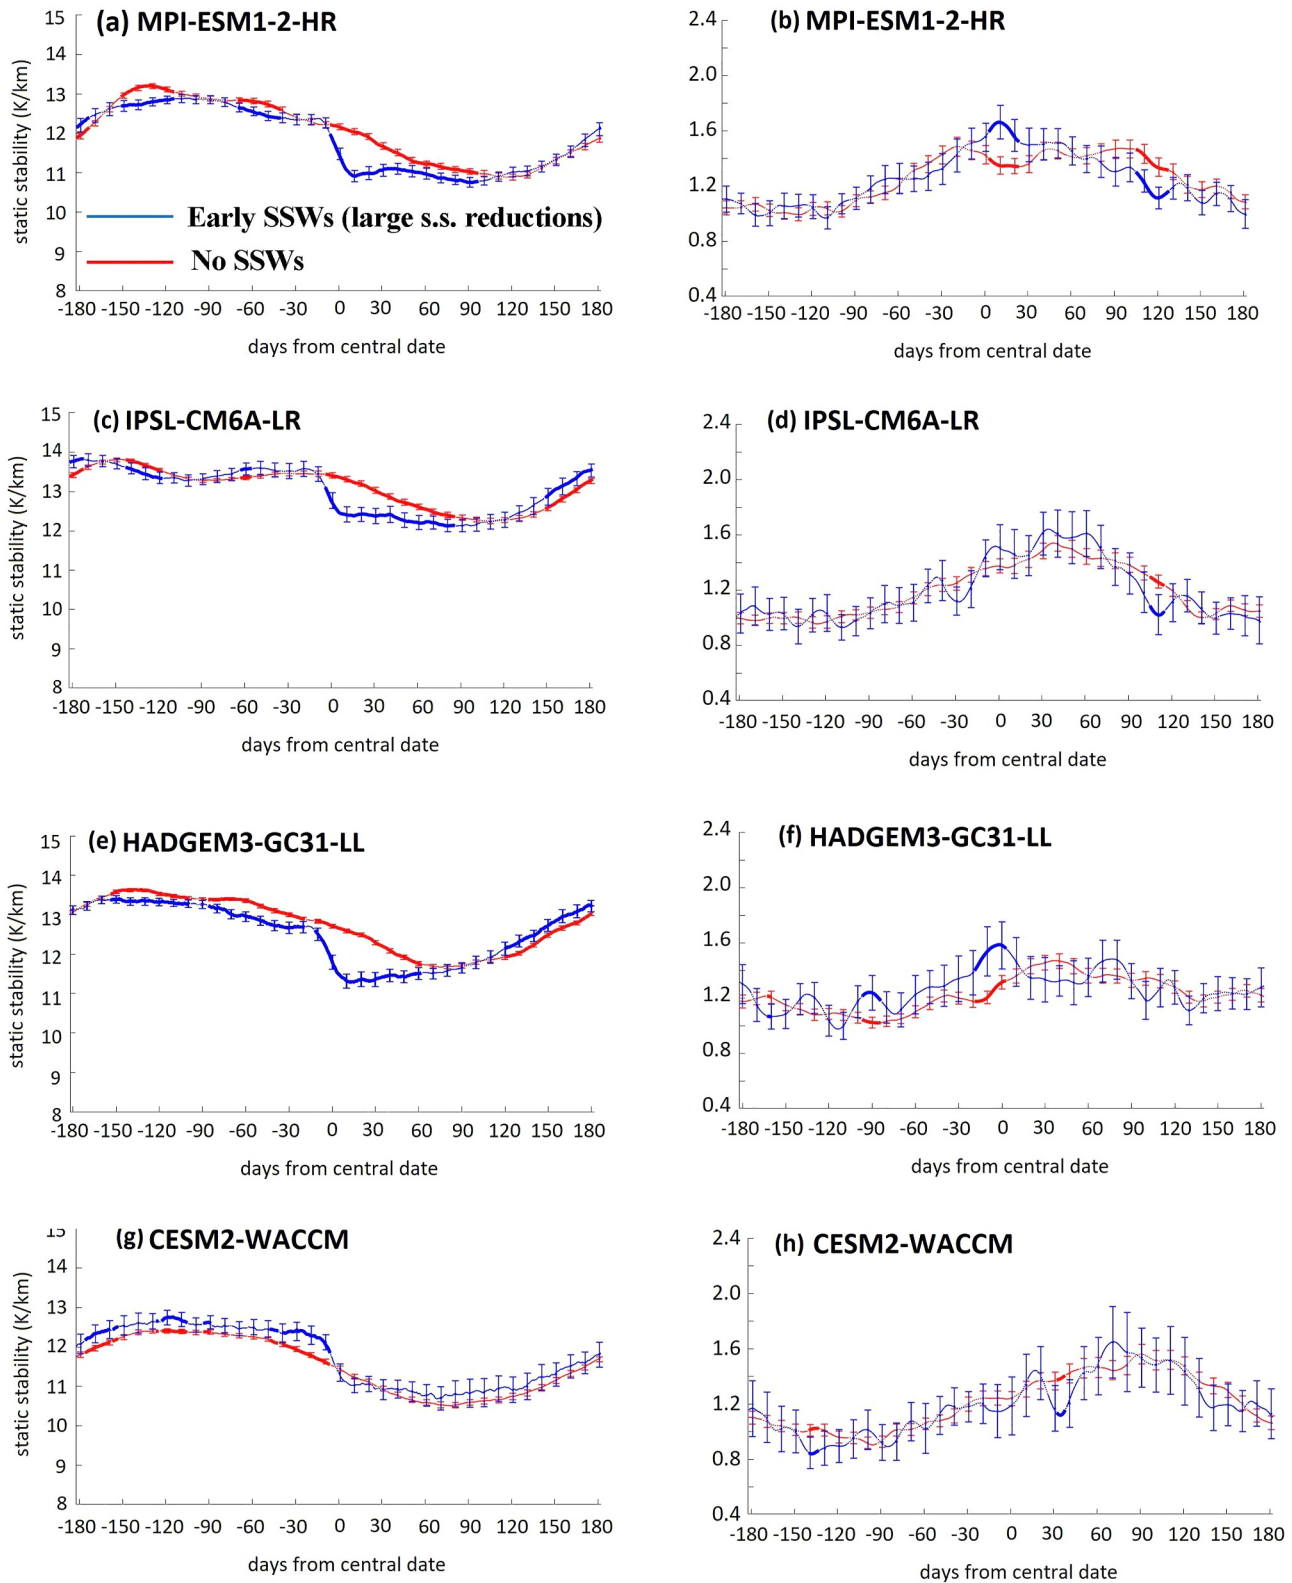 (a) MPI-ESM1-2-HR
static stability (K/km)
15
14
13
12
11
10
9
8
Early SSWs (large s.s. reductions)
No SSWs
-180 -150 -120 -90 -60 -30 0 30 60 90 120 150 180
days from central date
(b) MPI-ESM1-2-HR
2.4
2.0
1.6
1.2
0.8
0.4
-180 -150 -120 -90 -60 -30 0 30 60 90 120 150 180
days from central date
(c) IPSL-CM6A-LR
static stability (K/km)
15
14
13
12
11
10
9
8
-180 -150 -120 -90 -60 -30 0 30 60 90 120 150 180
days from central date
(d) IPSL-CM6A-LR
2.4
2.0
1.6
1.2
0.8
0.4
-180 -150 -120 -90 -60 -30 0 30 60 90 120 150 180
days from central date
(e) HADGEM3-GC31-LL
static stability (K/km)
15
14
13
12
11
10
9
8
-180 -150 -120 -90 -60 -30 0 30 60 90 120 150 180
days from central date
(f) HADGEM3-GC31-LL
2.4
2.0
1.6
1.2
0.8
0.4
-180 -150 -120 -90 -60 -30 0 30 60 90 120 150 180
days from central date
(g) CESM2-WACCM
static stability (K/km)
15
14
13
12
11
10
9
8
-180 -150 -120 -90 -60 -30 0 30 60 90 120 150 180
days from central date
(h) CESM2-WACCM
2.4
2.0
1.6
1.2
0.8
0.4
-180 -150 -120 -90 -60 -30 0 30 60 90 120 150 180
days from central date